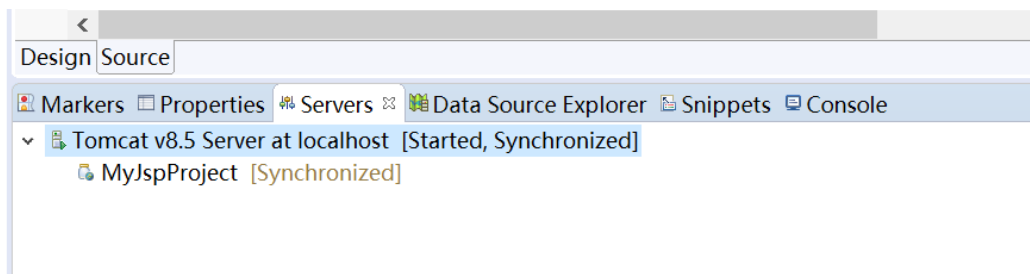 Design Source
Markers Properties Servers Data Source Explorer Snippets Console
Tomcat v8.5 Server at localhost [Started, Synchronized]
MyJspProject [Synchronized]